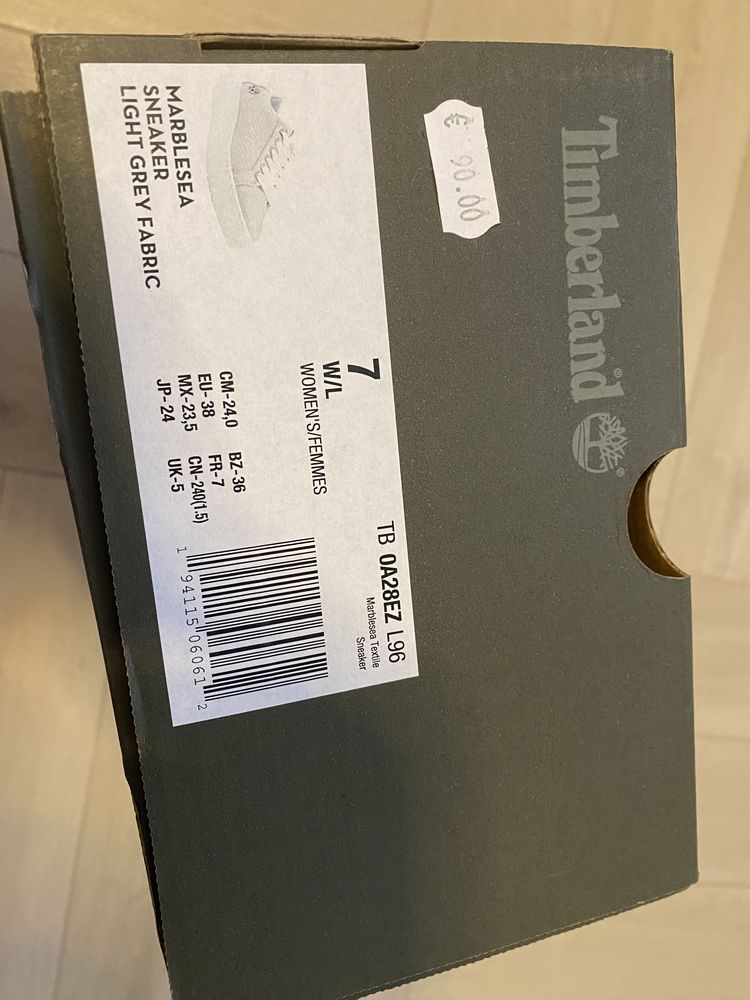 Timberland®
€ 90.00
MARBLESEA
SNEAKER
LIGHT GREY FABRIC
7
W/L
WOMEN'S/FEMMES
CM-24,0 BZ-36
EU-38 FR-7
MX-23,5 CN-240(1.5)
JP-24 UK-5
TB 0A28EZ L96
Marblesea Textile
Sneaker
1 94115 06061 2